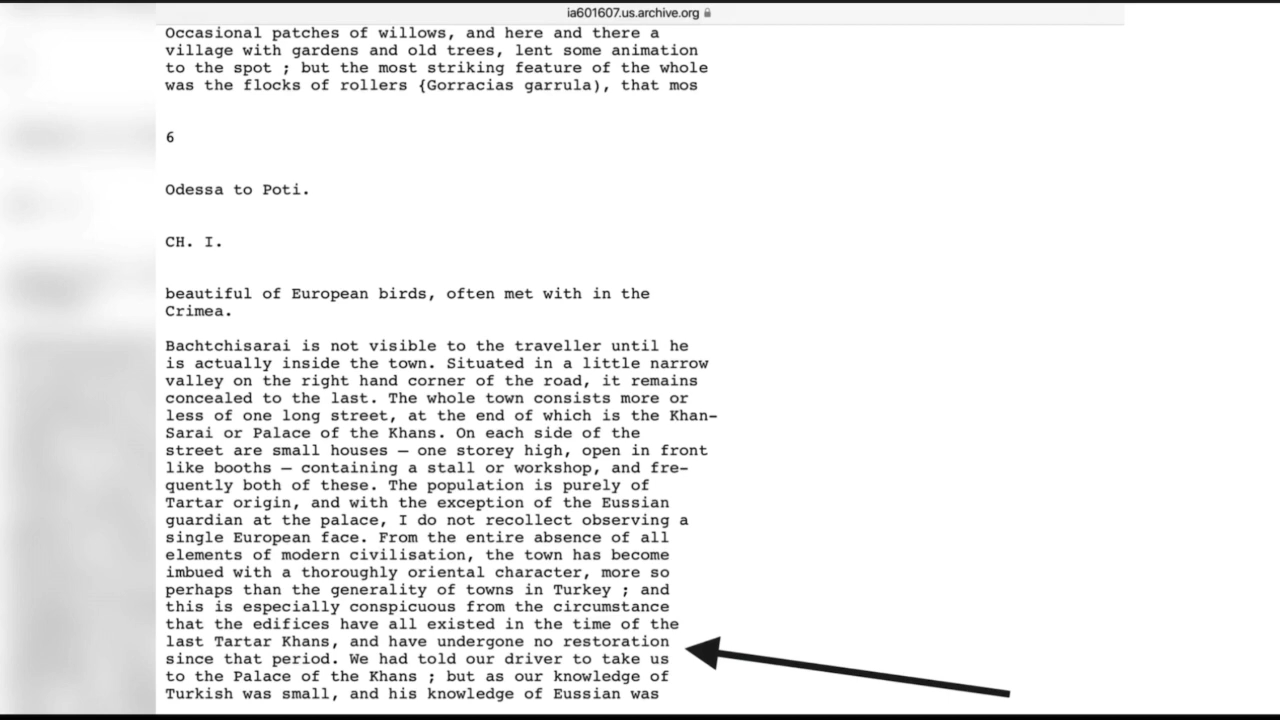 ia601607.us.archive.org
Occasional patches of willows, and here and there a
village with gardens and old trees, lent some animation
to the spot ; but the most striking feature of the whole
was the flocks of rollers {Gorracias garrula), that mos
6
Odessa to Poti.
CH. I.
beautiful of European birds, often met with in the
Crimea.
Bachtchisarai is not visible to the traveller until he
is actually inside the town. Situated in a little narrow
valley on the right hand corner of the road, it remains
concealed to the last. The whole town consists more or
less of one long street, at the end of which is the Khan-
Sarai or Palace of the Khans. On each side of the
street are small houses — one storey high, open in front
like booths — containing a stall or workshop, and fre-
quently both of these. The population is purely of
Tartar origin, and with the exception of the Eussian
guardian at the palace, I do not recollect observing a
single European face. From the entire absence of all
elements of modern civilisation, the town has become
imbued with a thoroughly oriental character, more so
perhaps than the generality of towns in Turkey ; and
this is especially conspicuous from the circumstance
that the edifices have all existed in the time of the
last Tartar Khans, and have undergone no restoration
since that period. We had told our driver to take us
to the Palace of the Khans ; but as our knowledge of
Turkish was small, and his knowledge of Eussian was